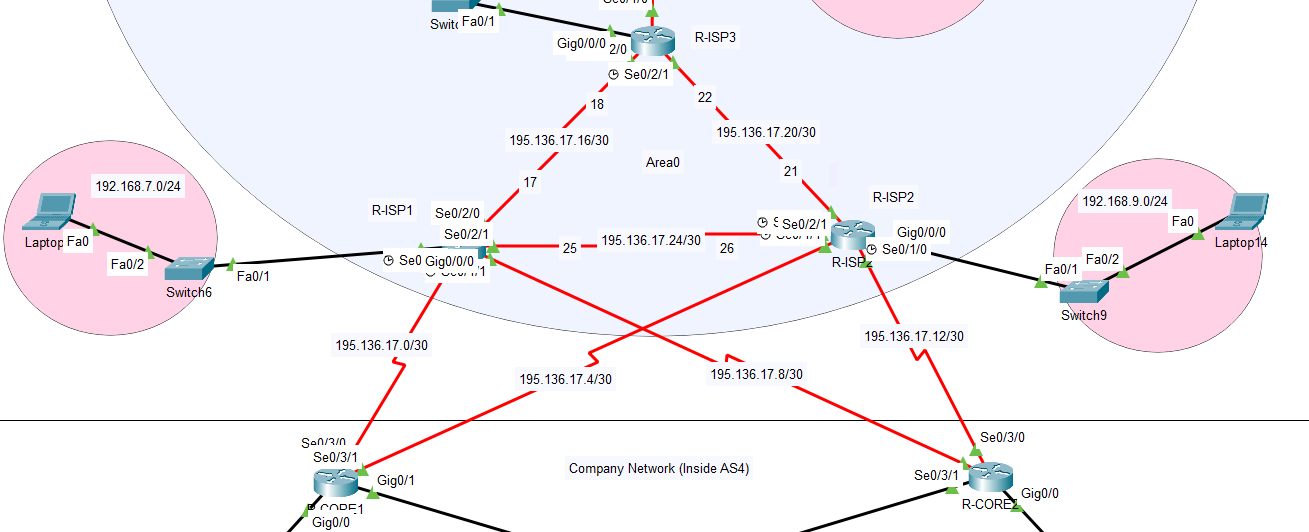 Fa0/1
R-ISP3
Gig0/0/0
2/0
Se0/2/1
18
22
195.136.17.16/30
195.136.17.20/30
Area0
17
21
192.168.7.0/24
192.168.9.0/24
R-ISP1
Se0/2/0
R-ISP2
Fa0
Laptop14
Laptop
Fa0
Se0/2/1
Se0/2/1
Gig0/0/0
25
195.136.17.24/30
26
Se0/1/0
Fa0/2
Fa0/1
Se0
Gig0/0/0
R-ISP2
Fa0/1
Fa0/2
Switch6
Switch9
195.136.17.0/30
195.136.17.12/30
195.136.17.4/30
195.136.17.8/30
Se0/3/0
Se0/3/0
Se0/3/1
Company Network (Inside AS4)
Se0/3/1
Gig0/1
Gig0/0
R-CORE1
R-CORE2
Gig0/0